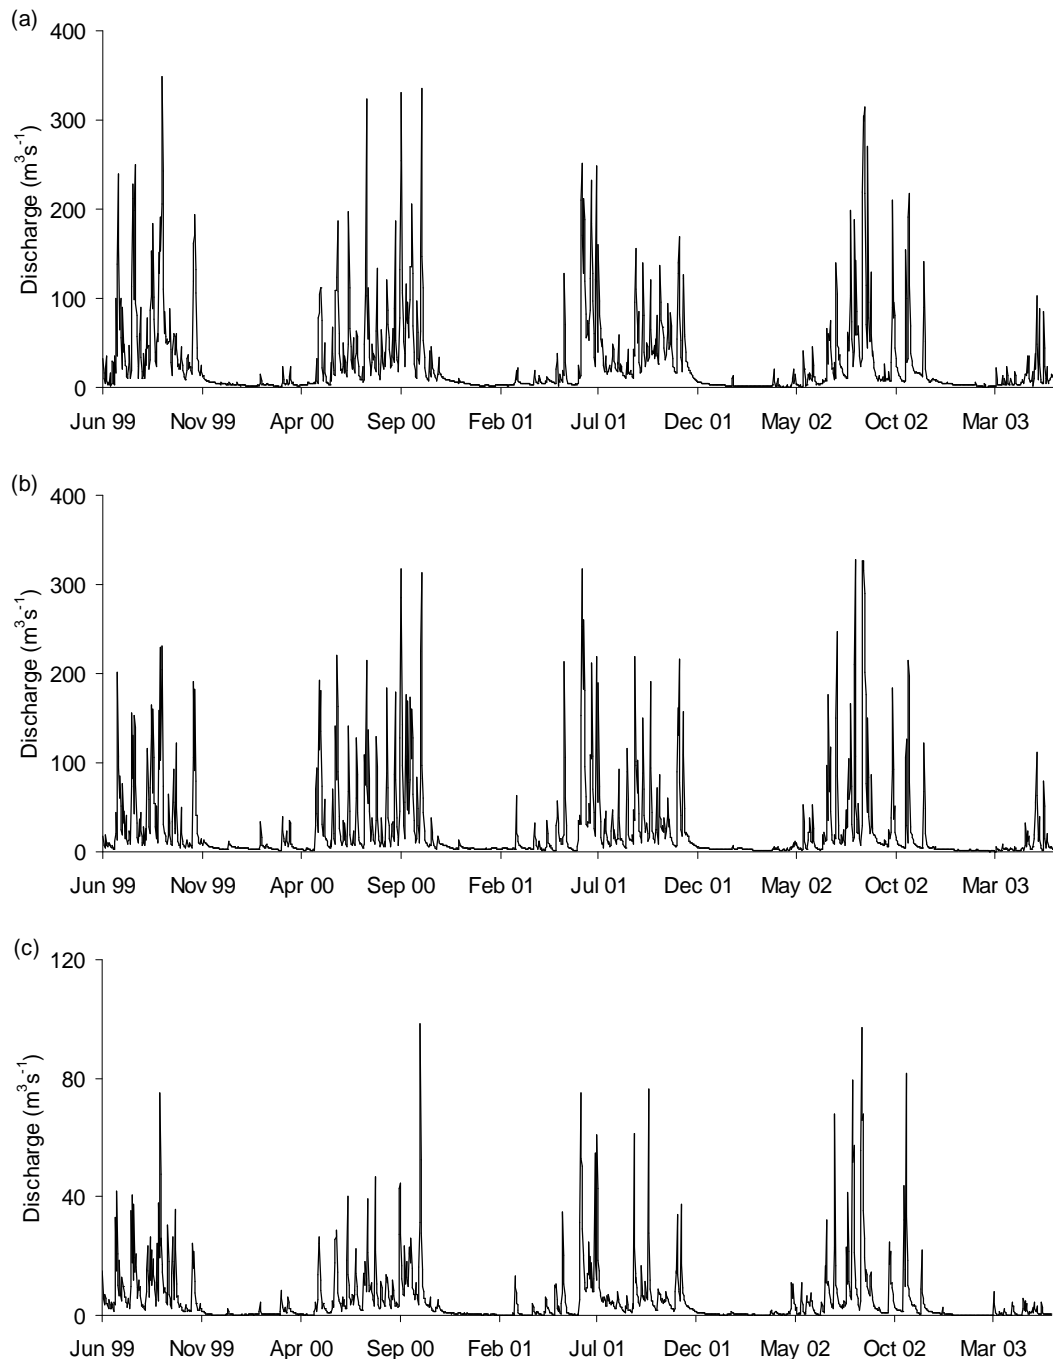 (a)
400
300
200
100
0
Discharge (m³s⁻¹)
Jun 99 Nov 99 Apr 00 Sep 00 Feb 01 Jul 01 Dec 01 May 02 Oct 02 Mar 03
(b)
400
300
200
100
0
Discharge (m³s⁻¹)
Jun 99 Nov 99 Apr 00 Sep 00 Feb 01 Jul 01 Dec 01 May 02 Oct 02 Mar 03
(c)
120
80
40
0
Discharge (m³s⁻¹)
Jun 99 Nov 99 Apr 00 Sep 00 Feb 01 Jul 01 Dec 01 May 02 Oct 02 Mar 03